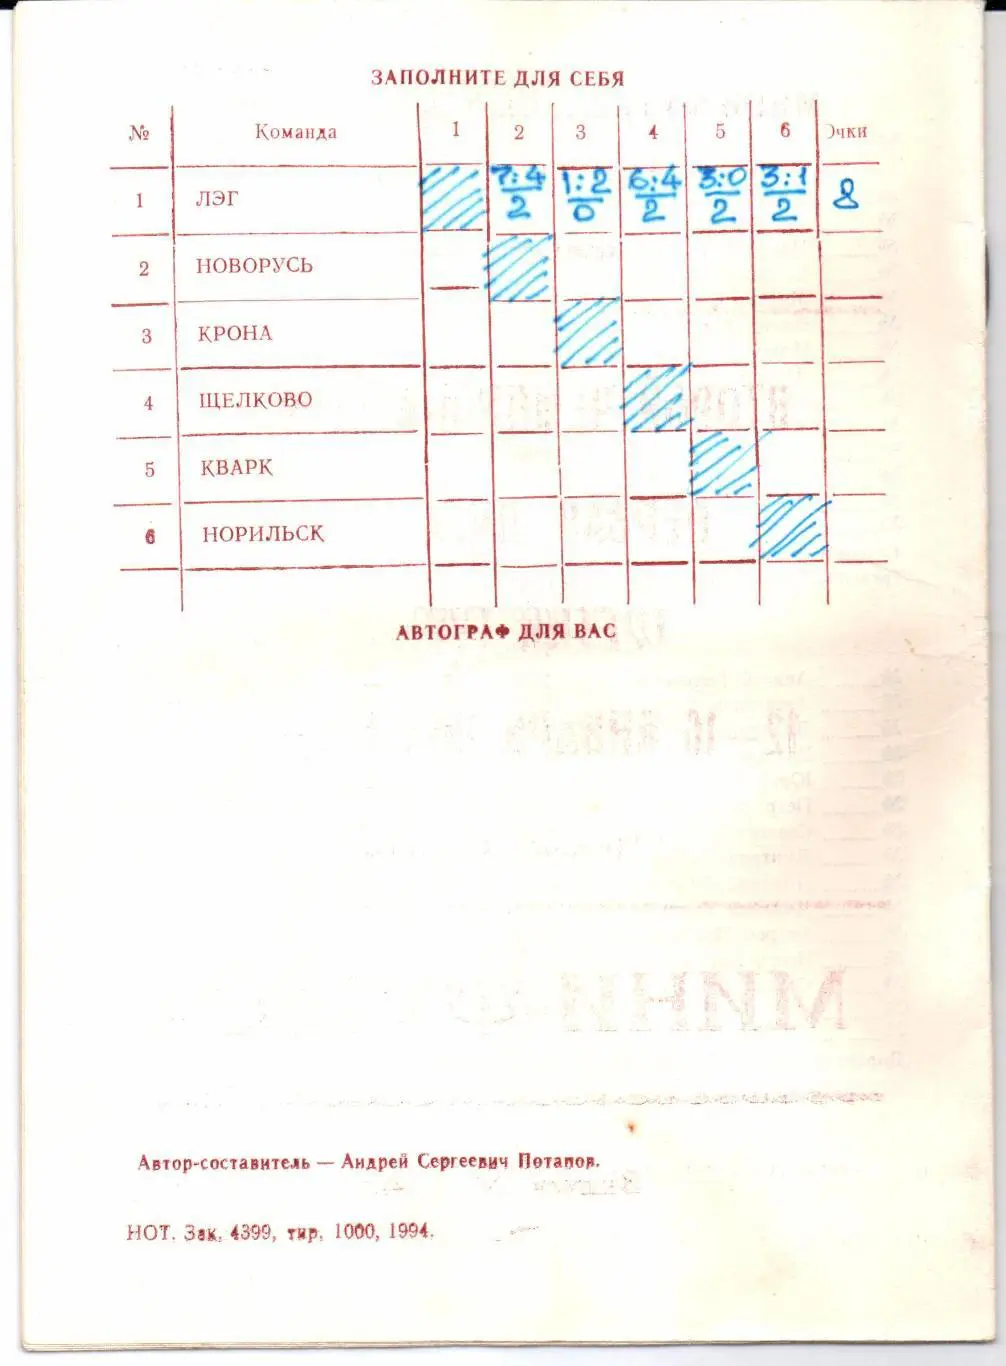 ЗАПОЛНИТЕ ДЛЯ СЕБЯ
№ Команда 1 2 3 4 5 6 Очки
1 ЛЭГ 7:4/2 1:2/0 6:4/2 3:0/2 3:1/2 8
2 НОВОРУСЬ
3 КРОНА
4 ЩЕЛКОВО
5 КВАРК
6 НОРИЛЬСК
АВТОГРАФ ДЛЯ ВАС
Автор-составитель — Андрей Сергеевич Потапов.
НОТ. Зак. 4399, тир. 1000, 1994.